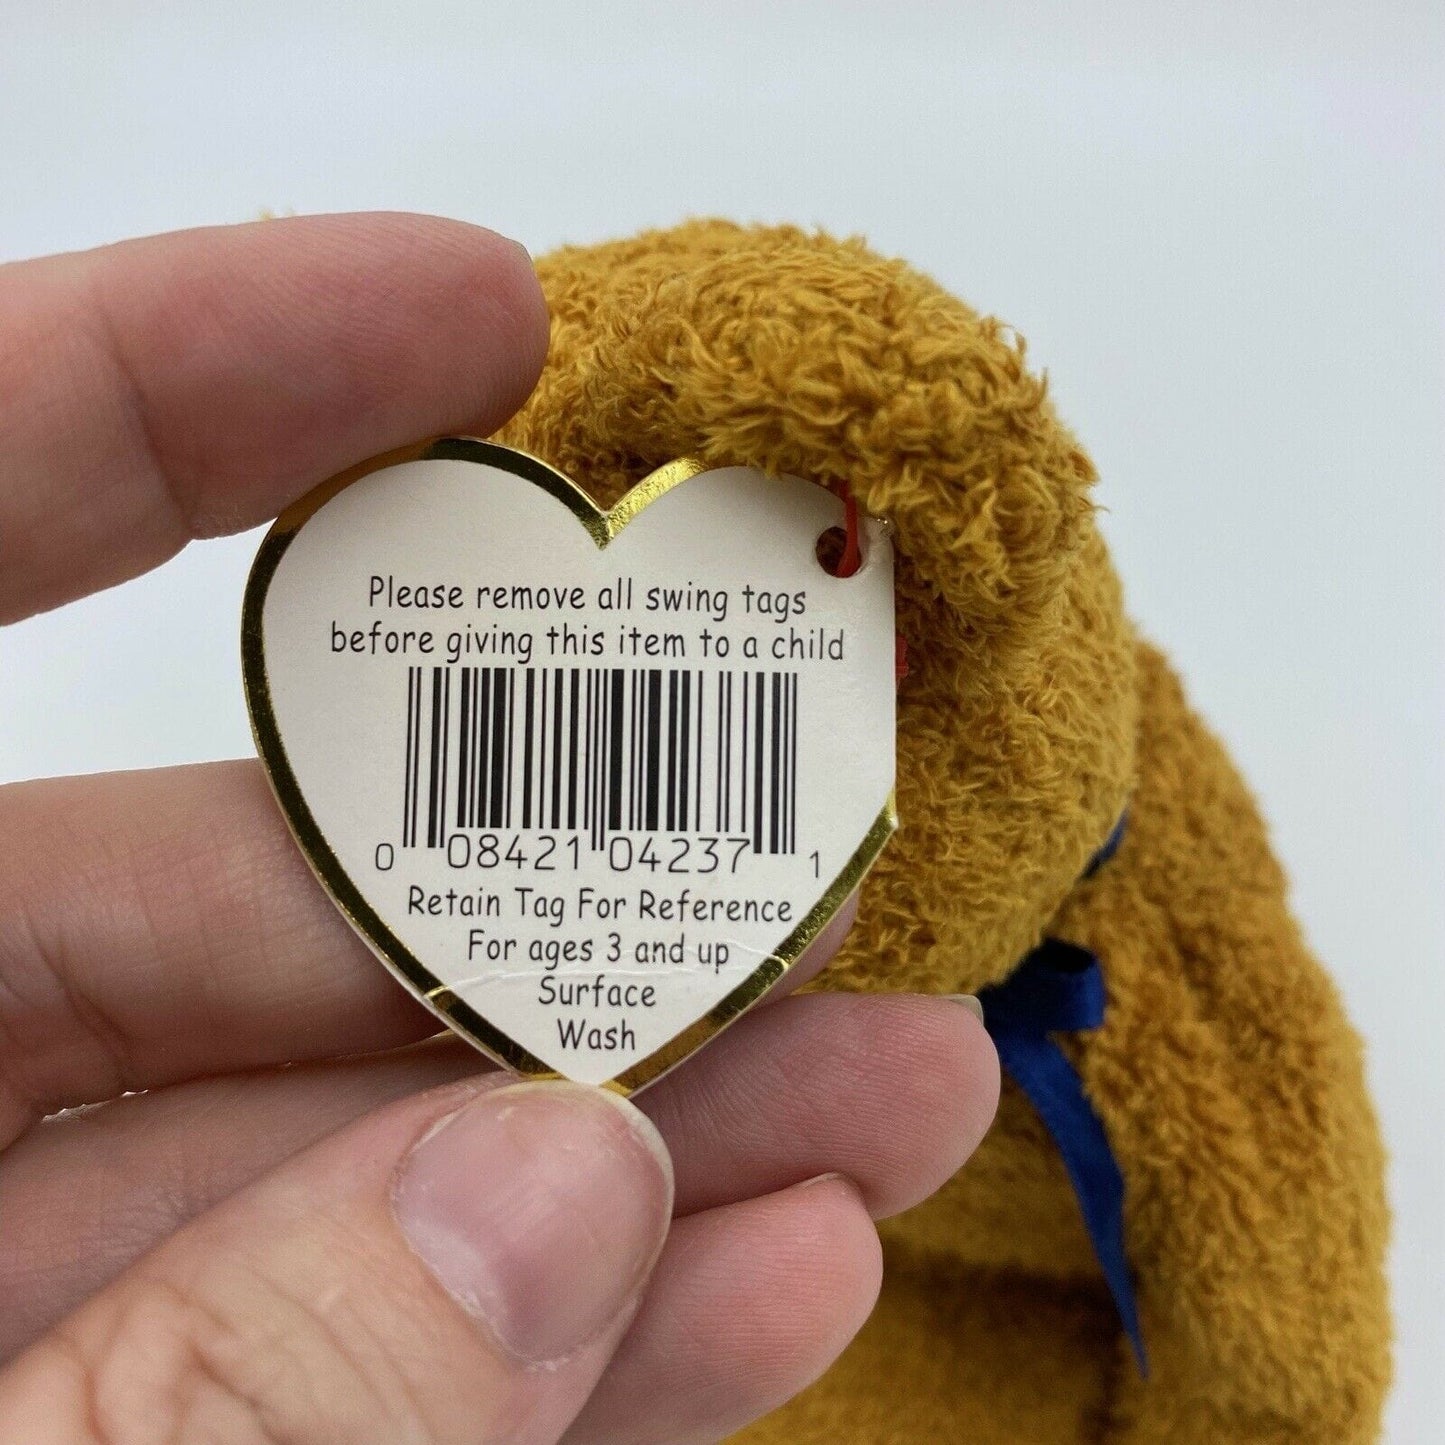 Please remove all swing tags
before giving this item to a child
0 08421 04237 1
Retain Tag For Reference
For ages 3 and up
Surface
Wash